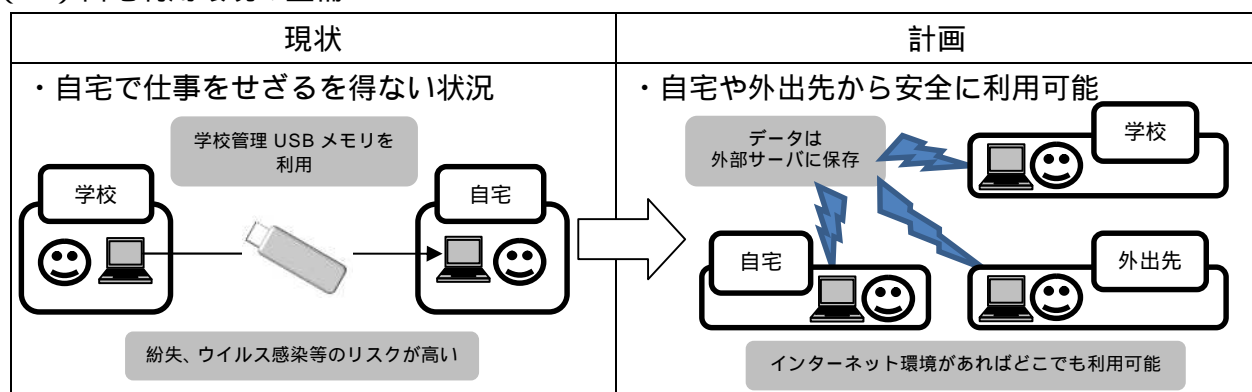 現状
計画
・自宅で仕事をせざるを得ない状況
・自宅や外出先から安全に利用可能
学校管理 USB メモリを
利用
学校
自宅
紛失、ウイルス感染等のリスクが高い
データは
外部サーバに保存
学校
自宅
外出先
インターネット環境があればどこでも利用可能